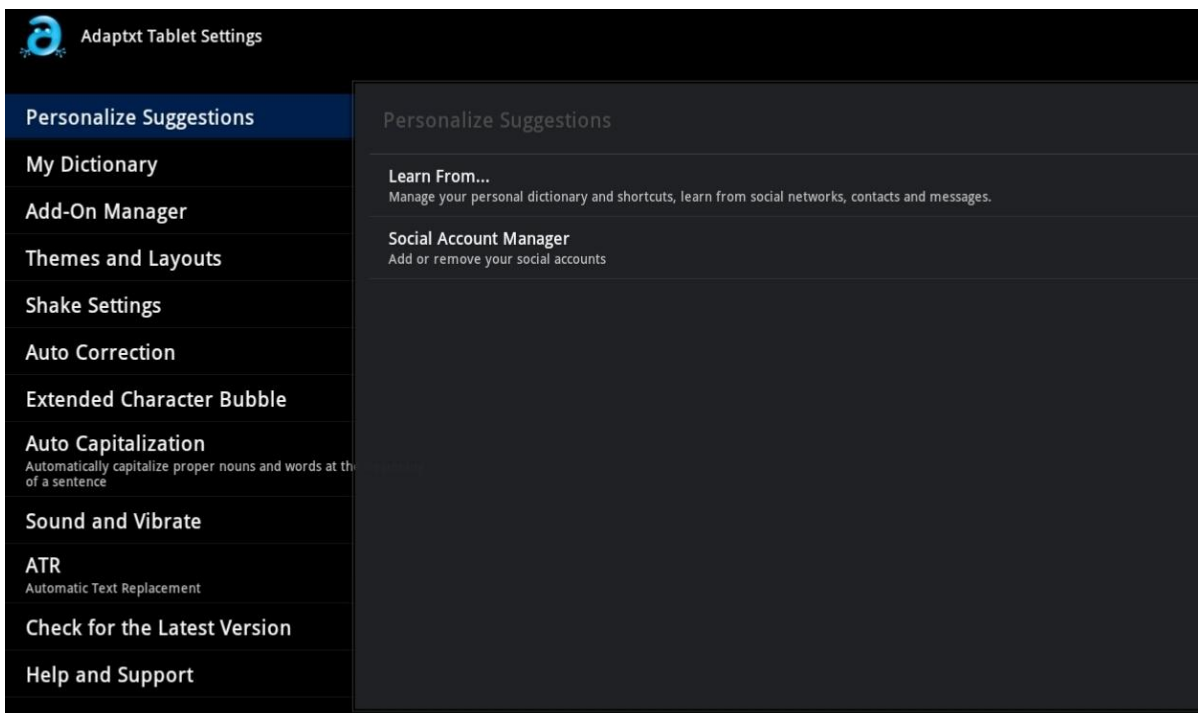 Adaptxt Tablet Settings
Personalize Suggestions
My Dictionary
Add-On Manager
Themes and Layouts
Shake Settings
Auto Correction
Extended Character Bubble
Auto Capitalization
Automatically capitalize proper nouns and words at the
of a sentence
Sound and Vibrate
ATR
Automatic Text Replacement
Check for the Latest Version
Help and Support
Personalize Suggestions
Learn From...
Manage your personal dictionary and shortcuts, learn from social networks, contacts and messages.
Social Account Manager
Add or remove your social accounts